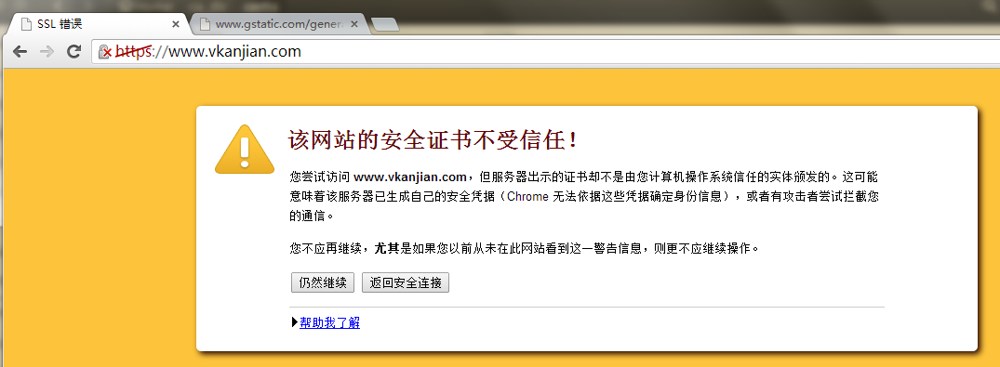 SSL 错误
www.gstatic.com/gener
https://www.vkanjian.com
该网站的安全证书不受信任！
您尝试访问 www.vkanjian.com，但服务器出示的证书却不是由您计算机操作系统信任的实体颁发的。这可能
意味着该服务器已生成自己的安全凭据（Chrome 无法依据这些凭据确定身份信息），或者有攻击者尝试拦截您
的通信。
您不应再继续，尤其是如果您以前从未在此网站看到这一警告信息，则更不应继续操作。
仍然继续 返回安全连接
帮助我了解